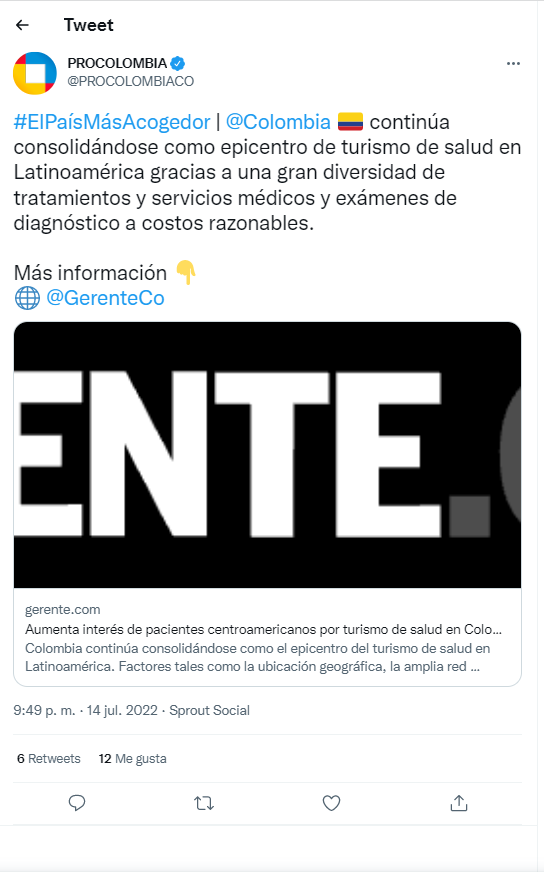 Tweet
PROCOLOMBIA
@PROCOLOMBIACO
#ElPaísMásAcogedor | @Colombia 🇨🇴 continúa
consolidándose como epicentro de turismo de salud en
Latinoamérica gracias a una gran diversidad de
tratamientos y servicios médicos y exámenes de
diagnóstico a costos razonables.
Más información 👇
🌐 @GerenteCo
ENTE.
gerente.com
Aumenta interés de pacientes centroamericanos por turismo de salud en Colo...
Colombia continúa consolidándose como el epicentro del turismo de salud en
Latinoamérica. Factores tales como la ubicación geográfica, la amplia red ...
9:49 p. m. · 14 jul. 2022 · Sprout Social
6 Retweets 12 Me gusta